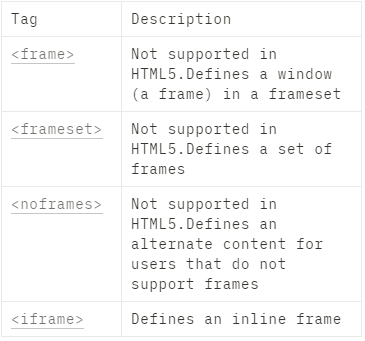 Tag Description
<frame> Not supported in
HTML5.Defines a window
(a frame) in a frameset
<frameset> Not supported in
HTML5.Defines a set of
frames
<noframes> Not supported in
HTML5.Defines an
alternate content for
users that do not
support frames
<iframe> Defines an inline frame